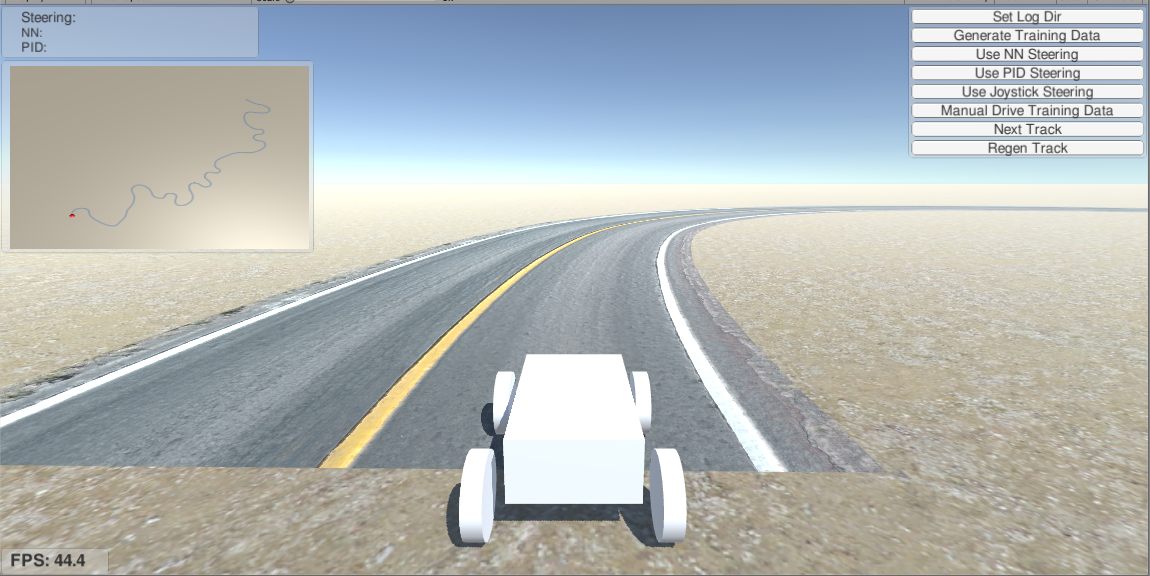 Steering:
NN:
PID:
Set Log Dir
Generate Training Data
Use NN Steering
Use PID Steering
Use Joystick Steering
Manual Drive Training Data
Next Track
Regen Track
FPS: 44.4